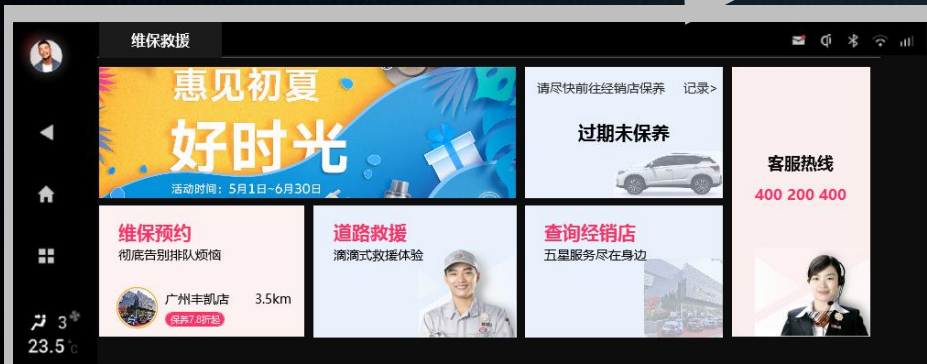 维保救援
惠见初夏
好时光
活动时间：5月1日~6月30日
请尽快前往经销店保养 记录>
过期未保养
客服热线
400 200 400
维保预约
彻底告别排队烦恼
广州丰凯店 3.5km
保养7.8折起
道路救援
滴滴式救援体验
查询经销店
五星服务尽在身边
3
23.5°c